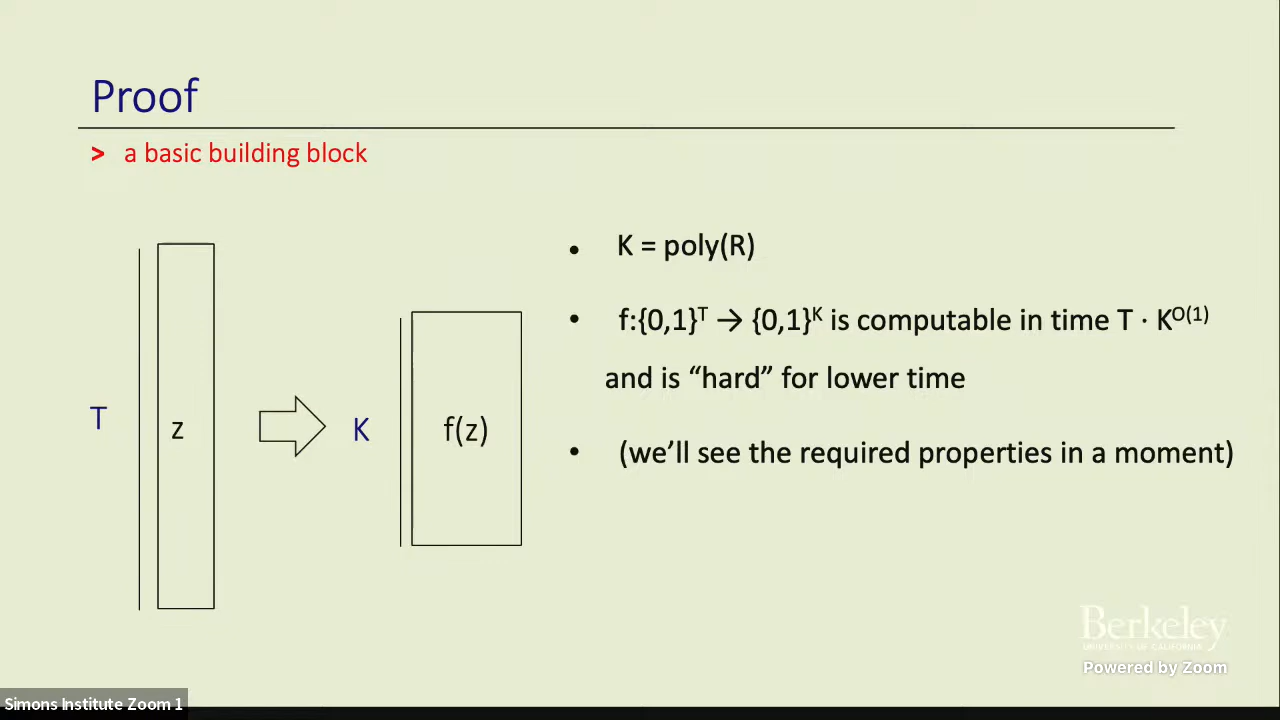 Proof
> a basic building block
• K = poly(R)
• f:{0,1}ᵀ → {0,1}ᴷ is computable in time T · Kᴼ⁽¹⁾
and is “hard” for lower time
• (we’ll see the required properties in a moment)
T
z
K
f(z)
Berkeley
UNIVERSITY OF CALIFORNIA
Powered by Zoom
Simons Institute Zoom 1